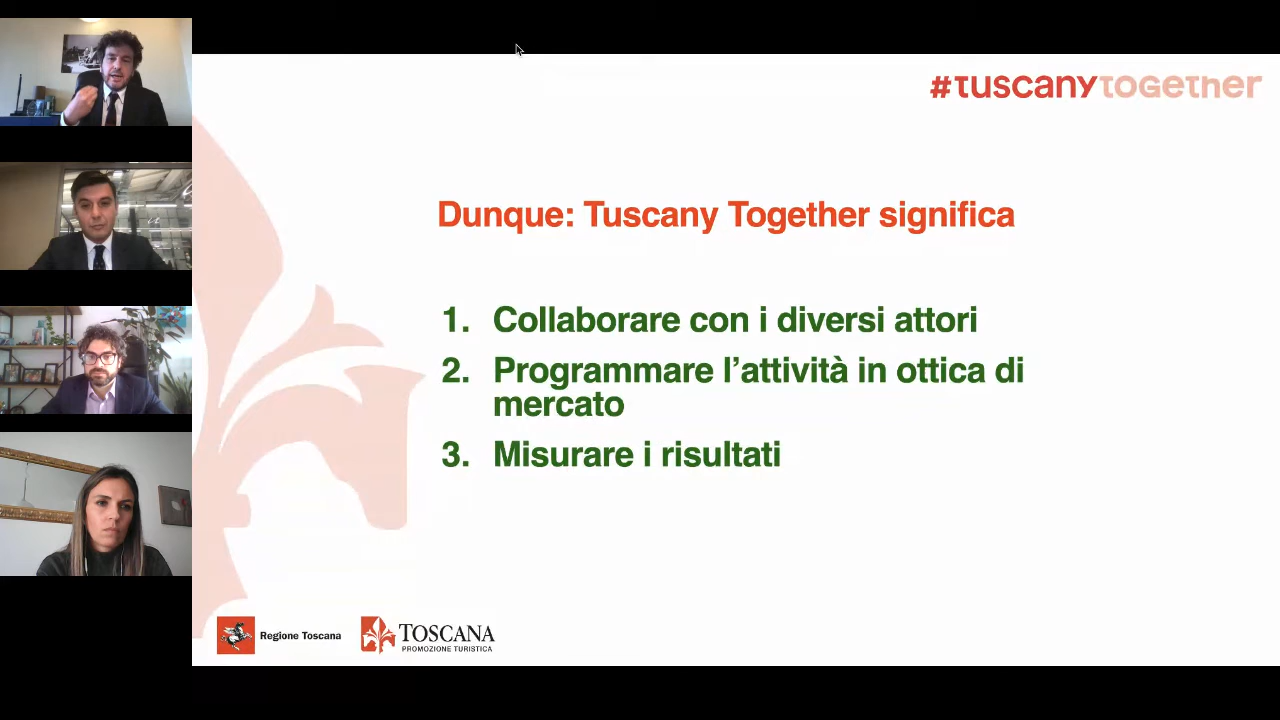 #tuscanytogether
Dunque: Tuscany Together significa
1. Collaborare con i diversi attori
2. Programmare l’attività in ottica di
mercato
3. Misurare i risultati
Regione Toscana
TOSCANA
PROMOZIONE TURISTICA